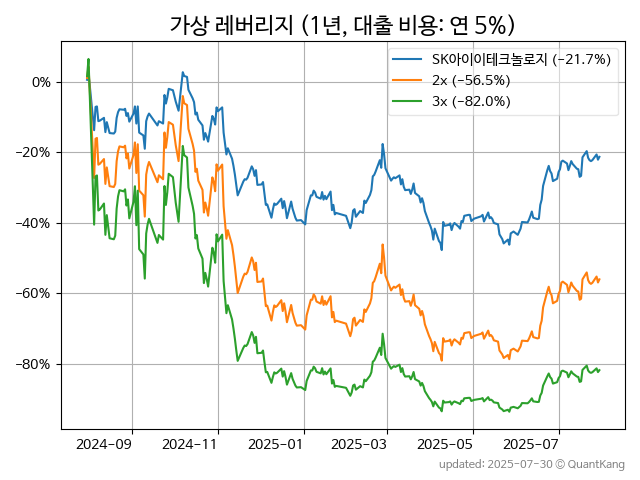 가상 레버리지 (1년, 대출 비용: 연 5%)
SK아이이테크놀로지 (−21.7%)
2x (−56.5%)
3x (−82.0%)
0%
−20%
−40%
−60%
−80%
2024-09 2024-11 2025-01 2025-03 2025-05 2025-07
updated: 2025-07-30 © QuantKang